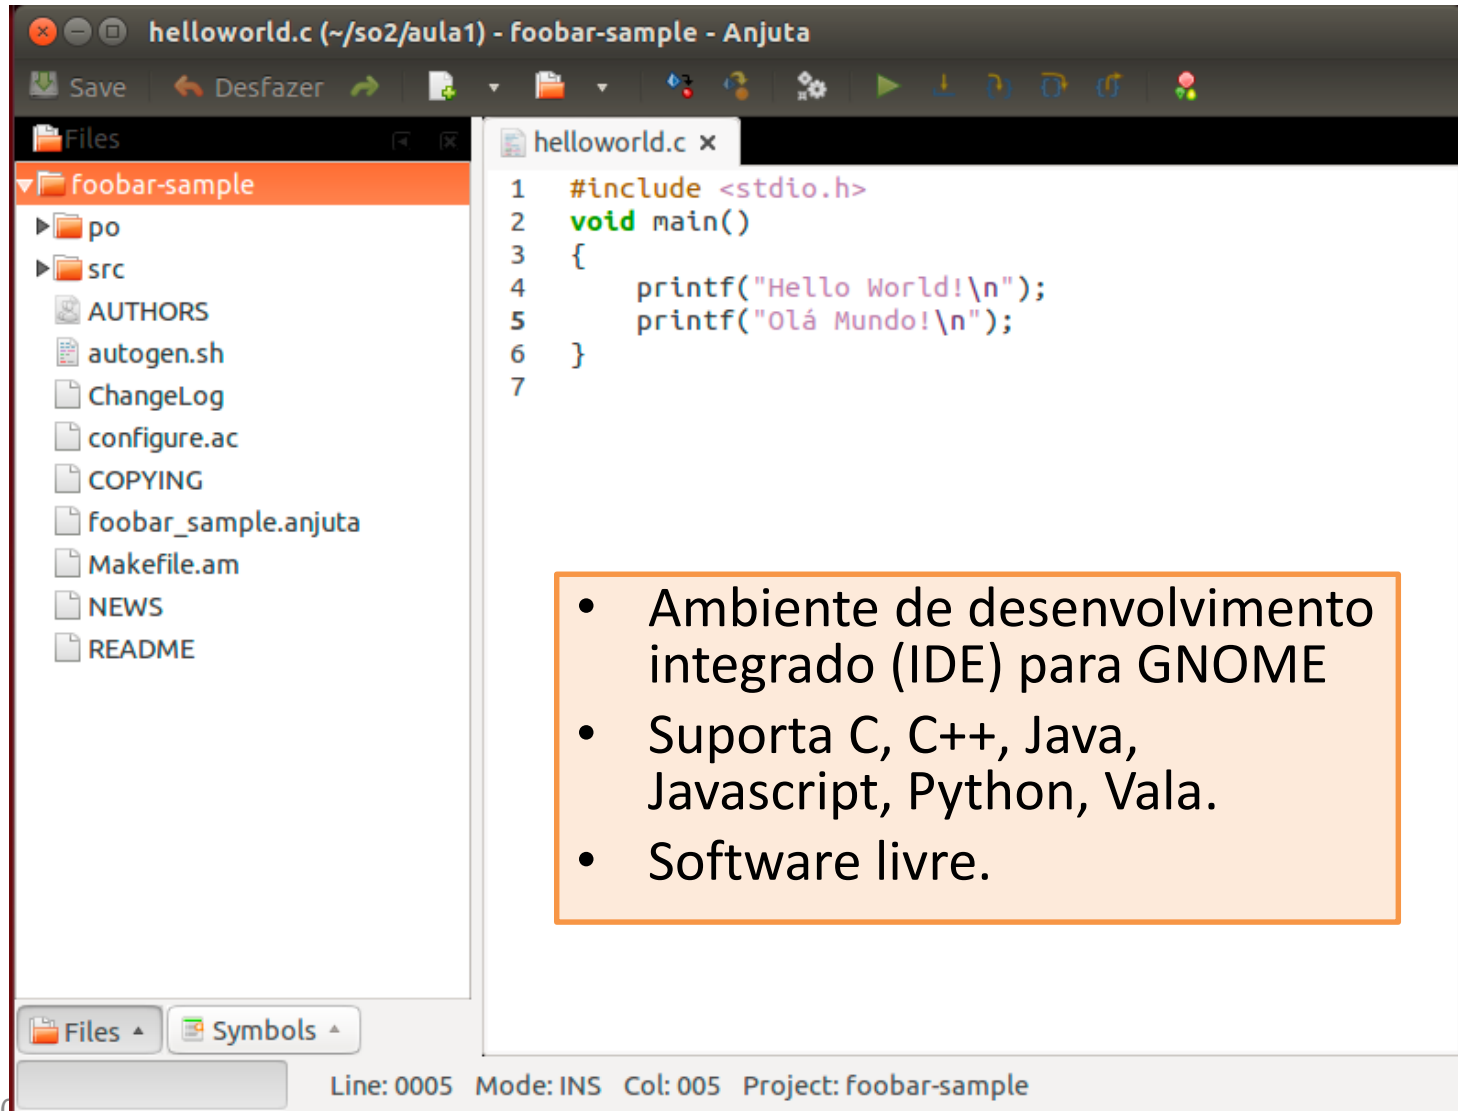 helloworld.c (~/so2/aula1) - foobar-sample - Anjuta
Save Desfazer
Files
foobar-sample
po
src
AUTHORS
autogen.sh
ChangeLog
configure.ac
COPYING
foobar_sample.anjuta
Makefile.am
NEWS
README
helloworld.c
1 #include <stdio.h>
2 void main()
3 {
4 printf("Hello World!\n");
5 printf("Olá Mundo!\n");
6 }
7
• Ambiente de desenvolvimento
integrado (IDE) para GNOME
• Suporta C, C++, Java,
Javascript, Python, Vala.
• Software livre.
Files Symbols
Line: 0005 Mode: INS Col: 005 Project: foobar-sample